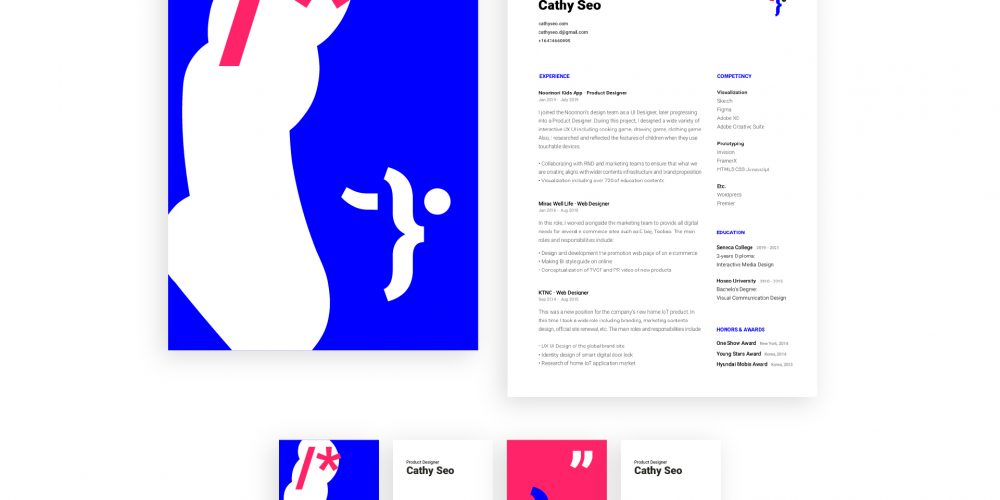 /*
Cathy Seo
cathyseo.com
cathyseo.d@gmail.com
EXPERIENCE
Noorinori Kids App · Product Designer
Jan 2019 - July 2019
I joined the Noorinori's design team as a UI Designer, later progressing
into a Product Designer. During this project, I designed a wide variety of
interactive UX UI including cooking game, drawing game, clothing game.
Also, I researched and reflected the features of children when they use
touchable devices.
• Collaborating with RND and marketing teams to ensure that what we
are creating aligns with wider contents infrastructure and brand proposition
• Visualization including over 720 of education contents
Mirae Well Life · Web Designer
Jan 2016 - Aug 2018
In this role, I worked alongside the marketing team to provide all digital
needs for several e-commerce sites such as E bay, Taobao. The main
roles and responsibilities include:
• Design and development the promotion web page of an e-commerce
• Making BI style guide on online
• Conceptualization of TVCF and PR video of new products
KTNC · Web Designer
Sep 2014 - Aug 2015
This was a new position for the company's new home IoT product. In
this time I took a wide role including branding, marketing contents
design, official site renewal, etc. The main roles and responsibilities include
• UX UI Design of the global brand site
• Identity design of smart digital door lock
• Research of home IoT application market
COMPETENCY
Visualization
Sketch
Figma
Adobe XD
Adobe Creative Suite
Prototyping
Invision
FramerX
HTML5 CSS Javascript
Etc.
Wordpress
Premier
EDUCATION
Seneca College 2019 - 2021
2-years Diploma:
Interactive Media Design
Hoseo University
Bachelo's Degree:
Visual Communication Design
HONORS & AWARDS
One Show Award New York, 2014
Young Stars Award Korea, 2014
Hyundai Mobis Award Korea, 2013
/*
Product Designer
Cathy Seo
”
Product Designer
Cathy Seo